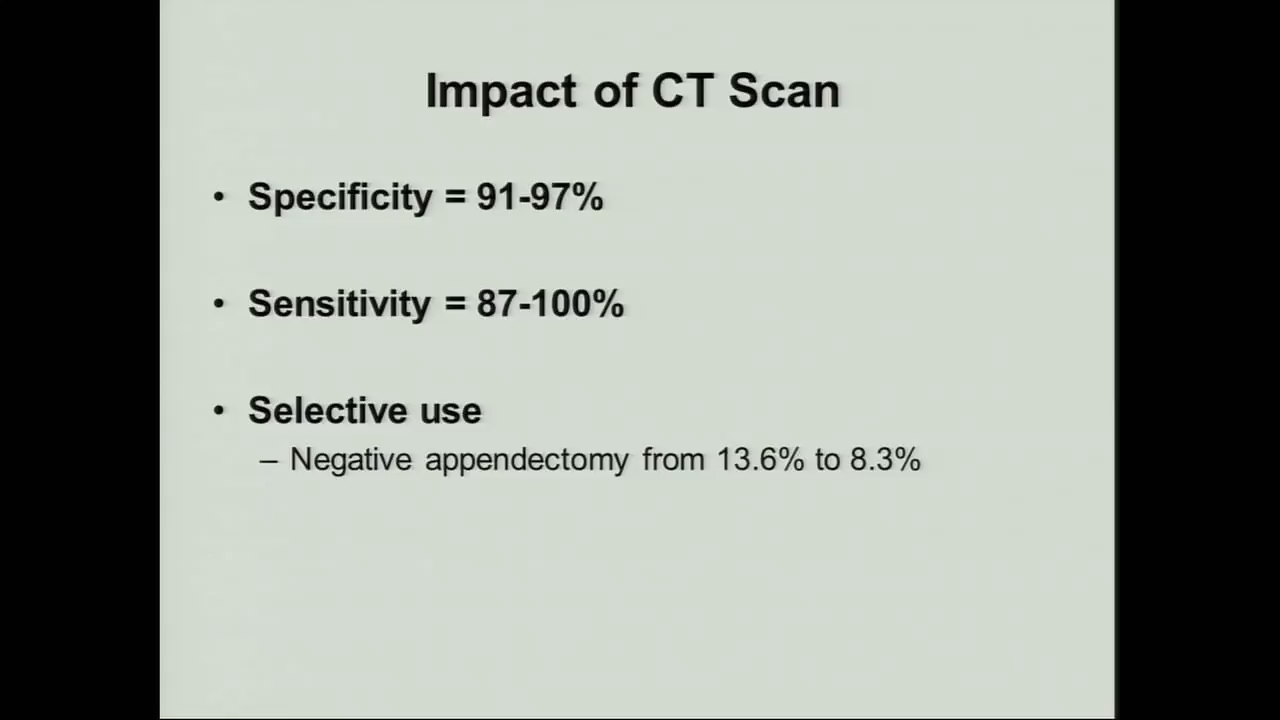 Impact of CT Scan
• Specificity = 91-97%
• Sensitivity = 87-100%
• Selective use
– Negative appendectomy from 13.6% to 8.3%